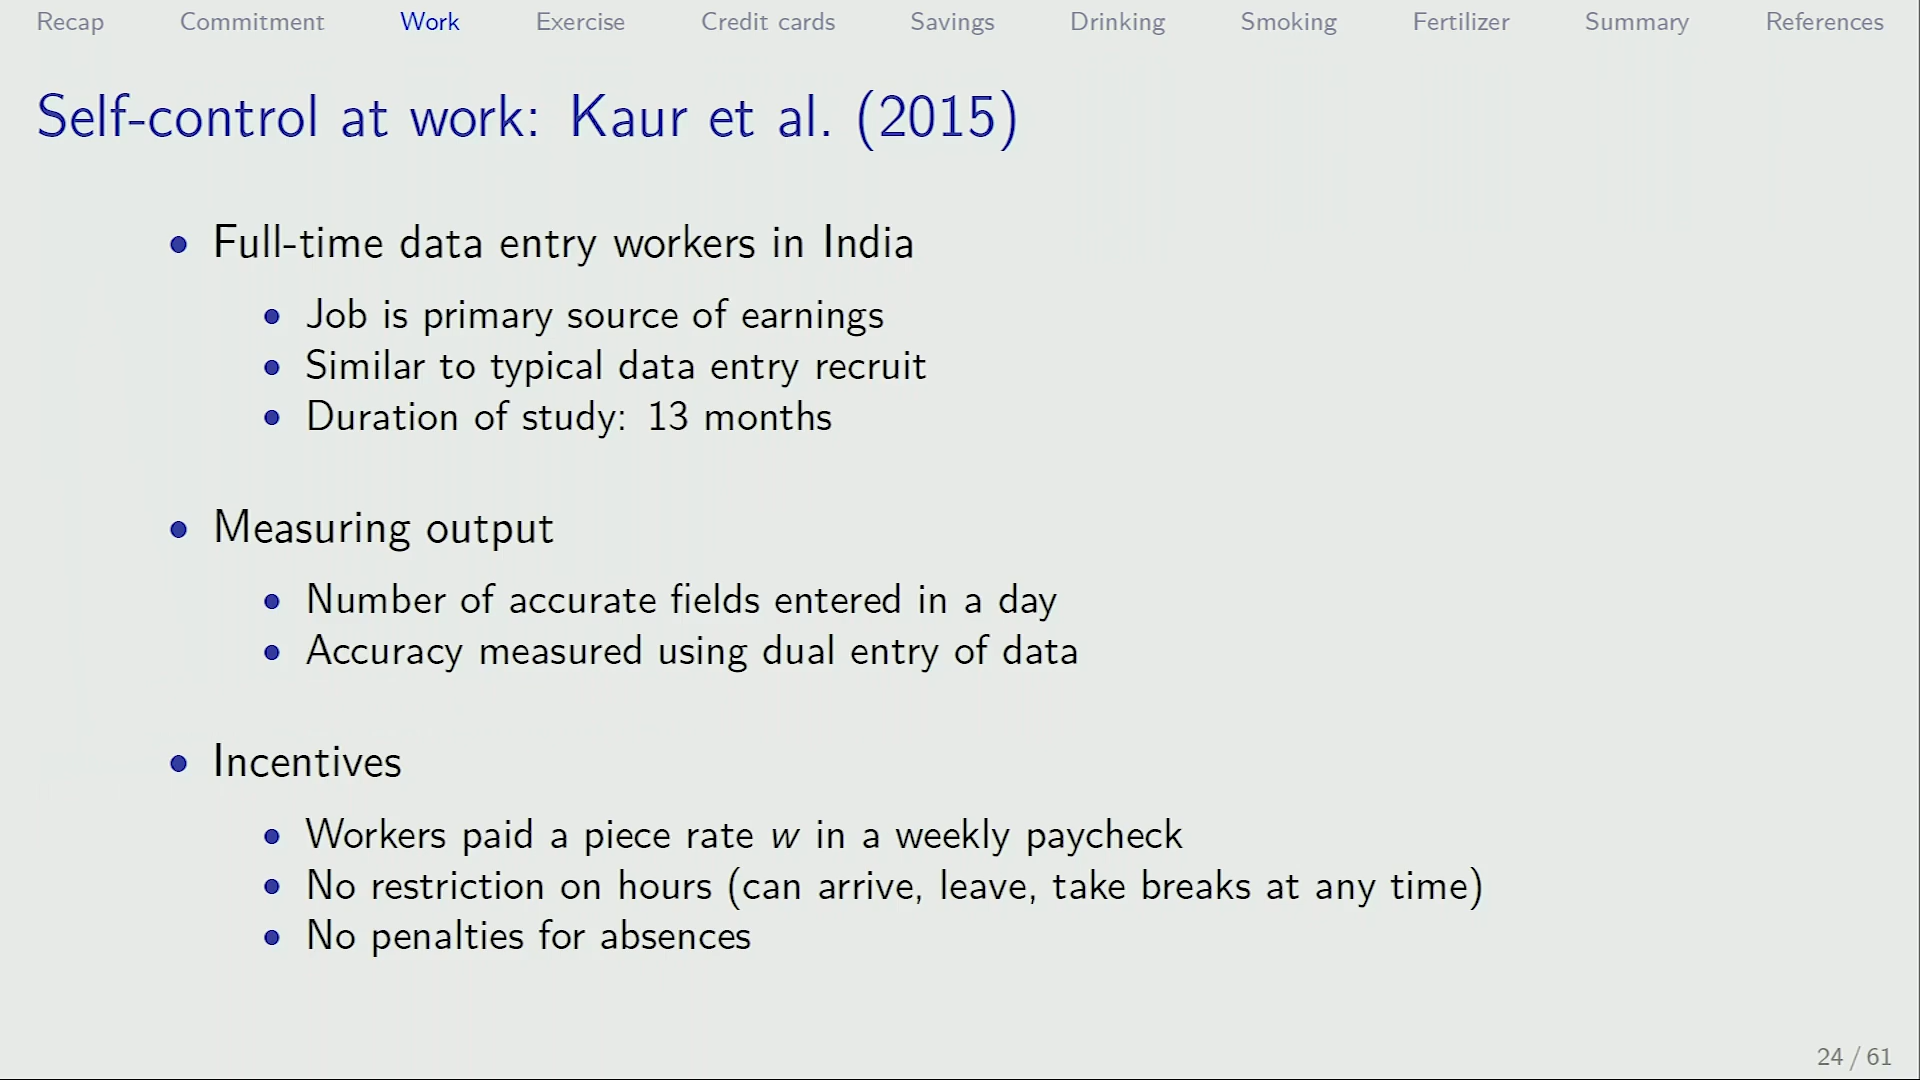 Recap Commitment Work Exercise Credit cards Savings Drinking Smoking Fertilizer Summary References
Self-control at work: Kaur et al. (2015)
• Full-time data entry workers in India
• Job is primary source of earnings
• Similar to typical data entry recruit
• Duration of study: 13 months
• Measuring output
• Number of accurate fields entered in a day
• Accuracy measured using dual entry of data
• Incentives
• Workers paid a piece rate w in a weekly paycheck
• No restriction on hours (can arrive, leave, take breaks at any time)
• No penalties for absences
24 / 61